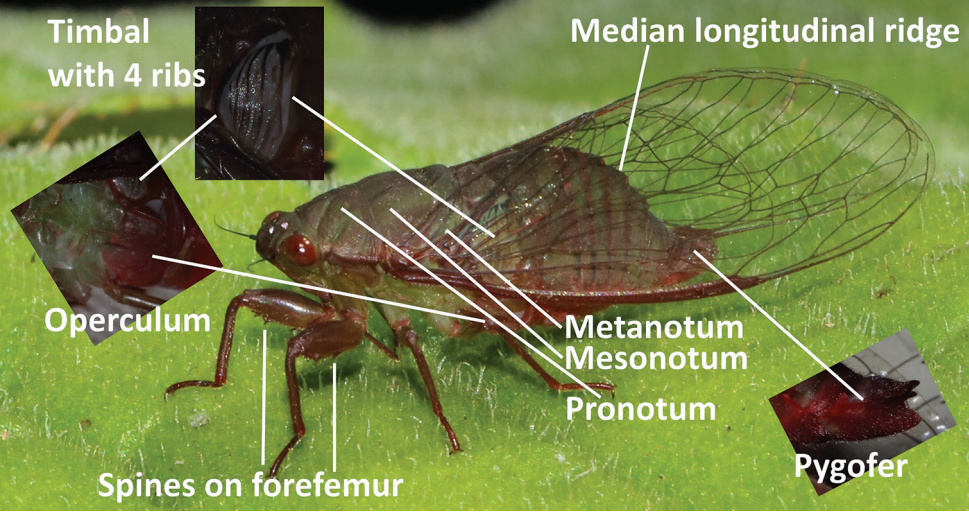 Timbal
with 4 ribs
Median longitudinal ridge
Operculum
Metanotum
Mesonotum
Pronotum
Pygofer
Spines on forefemur